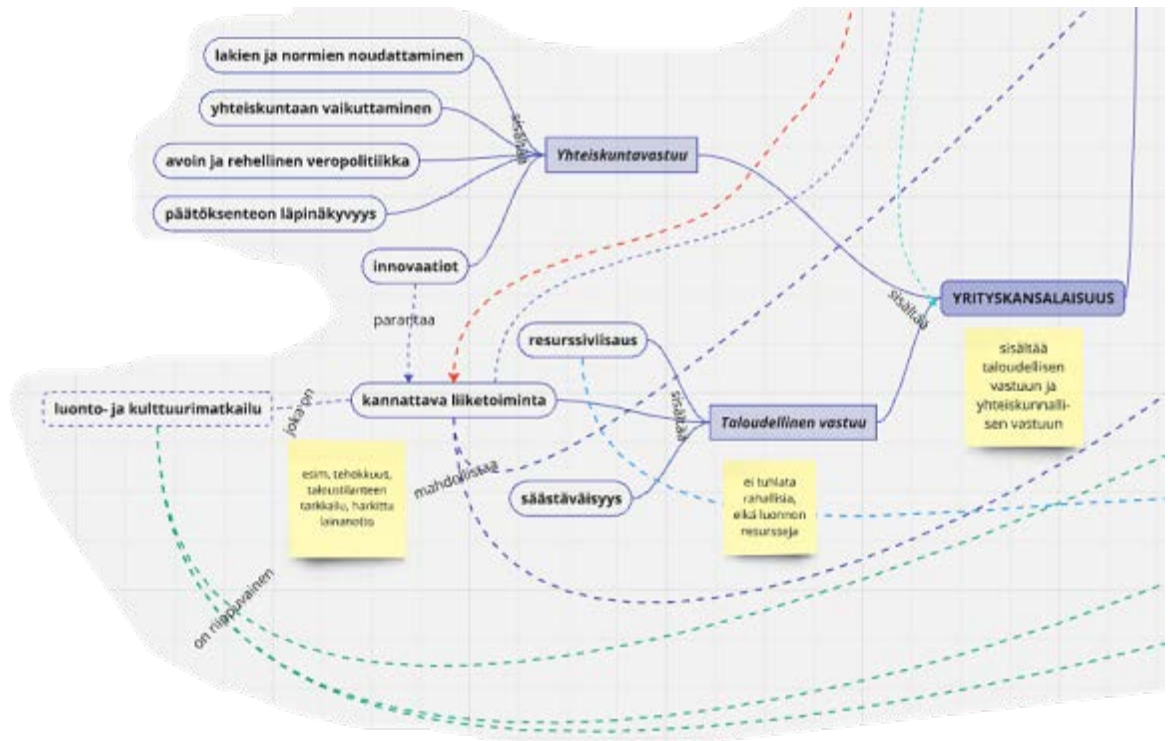 lakien ja normien noudattaminen
yhteiskuntaan vaikuttaminen
sisältää
Yhteiskuntavastuu
avoin ja rehellinen veropolitiikka
päätöksenteon läpinäkyvyys
innovaatiot
parantaa
sisältää
YRITYSKANSALAISUUS
resurssiviisaus
sisältää
taloudellisen
vastuun ja
yhteiskunnalli-
sen vastuun
luonto- ja kulttuurimatkailu
joka on
kannattava liiketoiminta
sisältää
Taloudellinen vastuu
esim, tehokkuus,
taloustilanteen
tarkkailu, harkittu
lainanotto
mahdollistaa
säästäväisyys
ei tuhlata
rahallisia,
eikä luonnon
resursseja
on riippuvainen